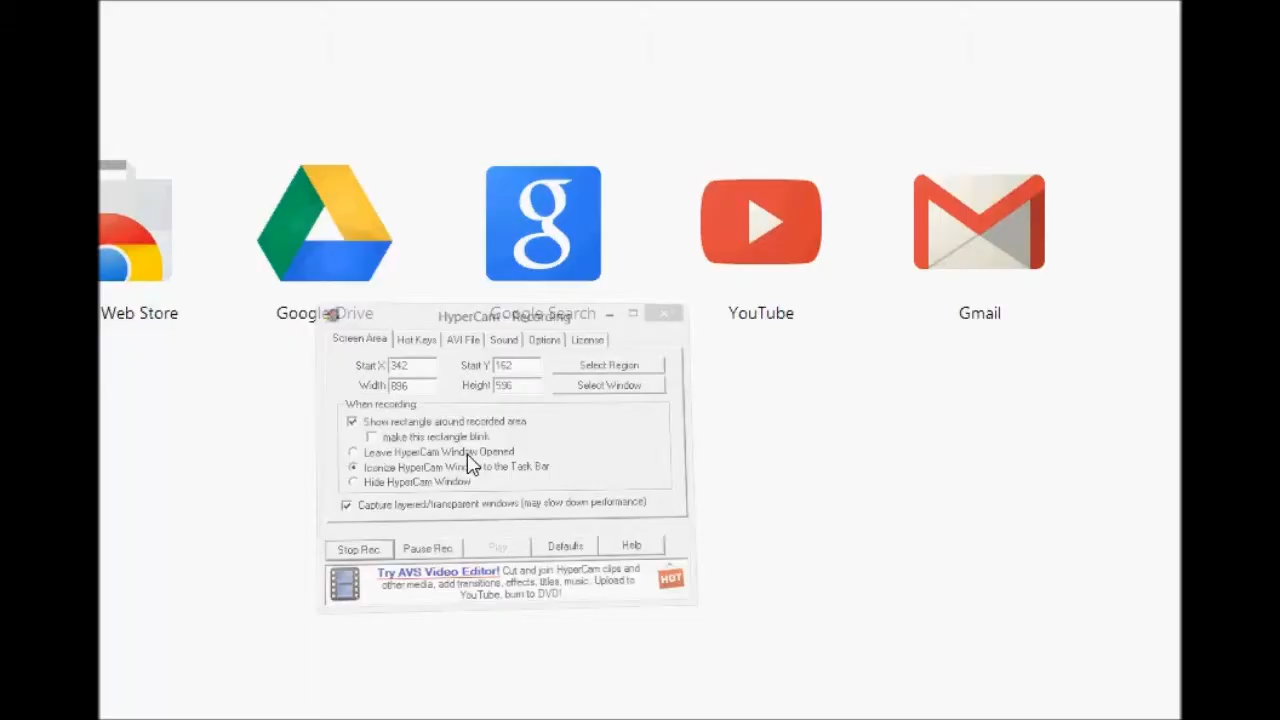 g
Web Store
Google Drive
Google Search
YouTube
Gmail
HyperCam - Recording
Screen Area Hot Keys AVI File Sound Options License
Start X 342 Start Y 162 Select Region
Width 896 Height 596 Select Window
When recording:
Show rectangle around recorded area
make this rectangle blink
Leave HyperCam Window Opened
Iconize HyperCam Window to the Task Bar
Hide HyperCam Window
Capture layered/transparent windows (may slow down performance)
Stop Rec. Pause Rec. Play Defaults Help
Try AVS Video Editor! Cut and join HyperCam clips and
other media, add transitions, effects, titles, music. Upload to
YouTube, burn to DVD!
HOT